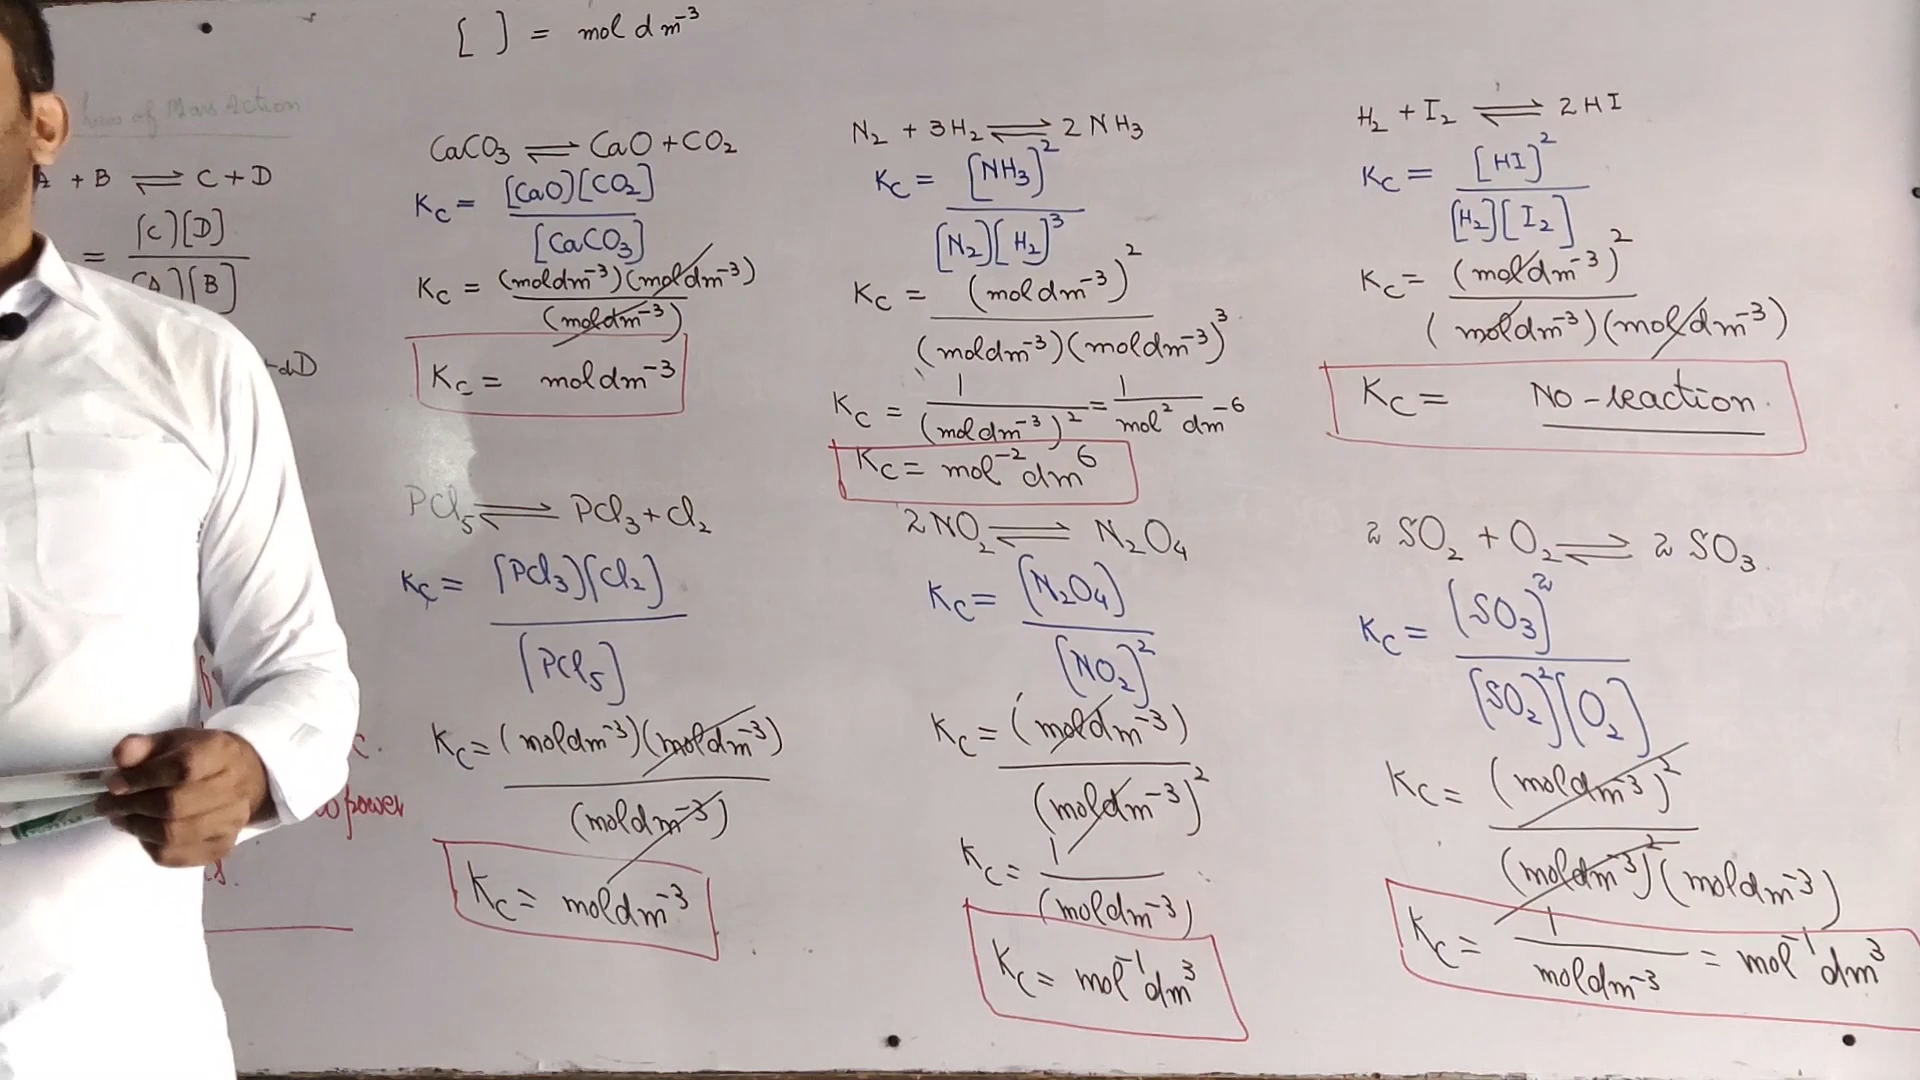 [ ] = mol dm⁻³
Law of Mass Action
A + B ⇌ C + D
= [C][D]
[A][B]
+dD
power
CaCO₃ ⇌ CaO + CO₂
Kc = [CaO][CO₂]
[CaCO₃]
Kc = (moldm⁻³)(moldm⁻³)
(moldm⁻³)
Kc = moldm⁻³
PCl₅ ⇌ PCl₃ + Cl₂
Kc = [PCl₃][Cl₂]
[PCl₅]
Kc = (moldm⁻³)(moldm⁻³)
(moldm⁻³)
Kc = moldm⁻³
N₂ + 3H₂ ⇌ 2NH₃
Kc = [NH₃]²
[N₂][H₂]³
Kc = (moldm⁻³)²
(moldm⁻³)(moldm⁻³)³
Kc = 1 = 1
(moldm⁻³)² mol² dm⁻⁶
Kc = mol⁻² dm⁶
2NO₂ ⇌ N₂O₄
Kc = [N₂O₄]
[NO₂]²
Kc = (moldm⁻³)
(moldm⁻³)²
Kc = 1
(moldm⁻³)
Kc = mol⁻¹dm³
H₂ + I₂ ⇌ 2HI
Kc = [HI]²
[H₂][I₂]
Kc = (moldm⁻³)²
(moldm⁻³)(moldm⁻³)
Kc = No-reaction.
2SO₂ + O₂ ⇌ 2SO₃.
Kc = [SO₃]²
[SO₂]²[O₂]
Kc = (moldm⁻³)²
(moldm⁻³)²(moldm⁻³)
Kc = 1 = mol⁻¹dm³
moldm⁻³